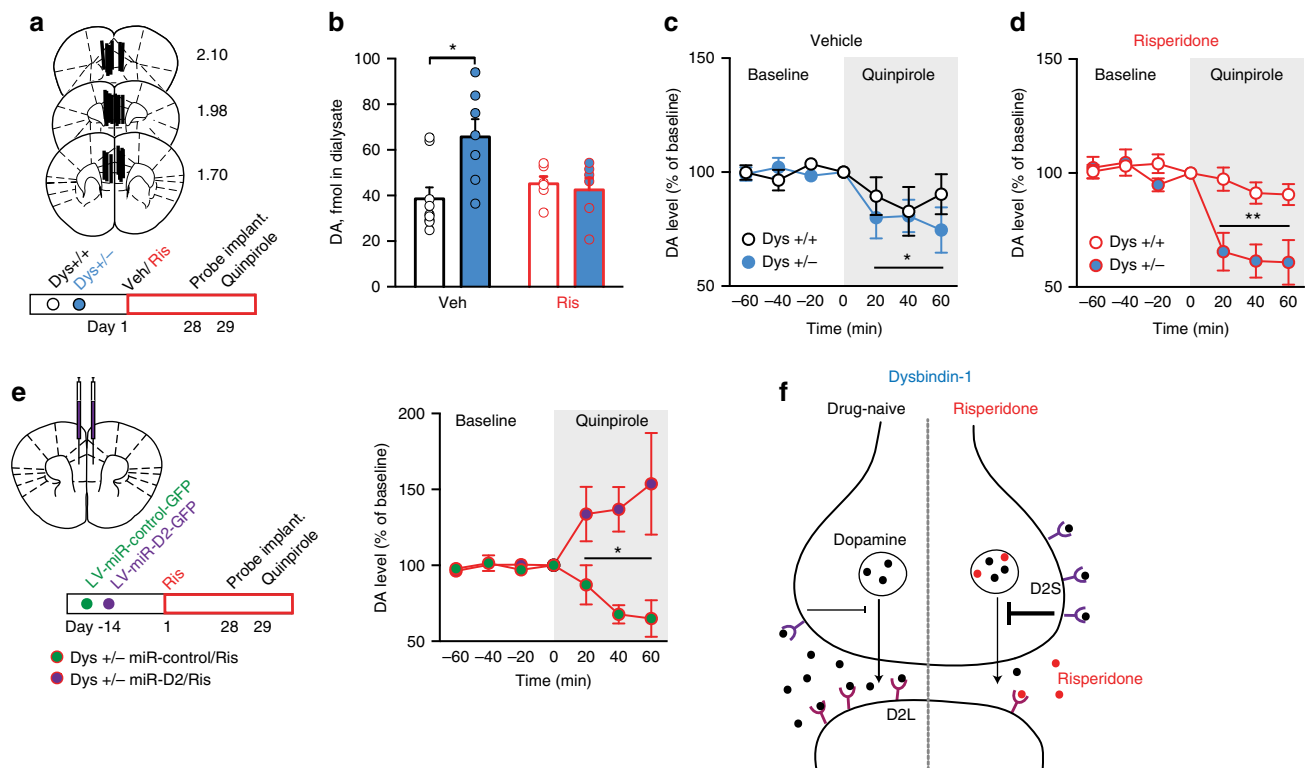 a
2.10
1.98
1.70
Dys+/+
Dys+/−
Veh/Ris
Probe implant.
Quinpirole
Day 1
28
29
b
*
DA, fmol in dialysate
100
80
60
40
20
0
Veh
Ris
c
Vehicle
Baseline
Quinpirole
DA level (% of baseline)
150
100
50
Dys +/+
Dys +/−
*
−60 −40 −20 0 20 40 60
Time (min)
d
Risperidone
Baseline
Quinpirole
DA level (% of baseline)
150
100
50
**
Dys +/+
Dys +/−
−60 −40 −20 0 20 40 60
Time (min)
e
LV-miR-control-GFP
LV-miR-D2-GFP
Ris
Probe implant.
Quinpirole
Day -14
1
28
29
Dys +/− miR-control/Ris
Dys +/− miR-D2/Ris
Baseline
Quinpirole
DA level (% of baseline)
200
150
100
50
*
−60 −40 −20 0 20 40 60
Time (min)
f
Dysbindin-1
Drug-naive
Risperidone
Dopamine
D2S
Risperidone
D2L